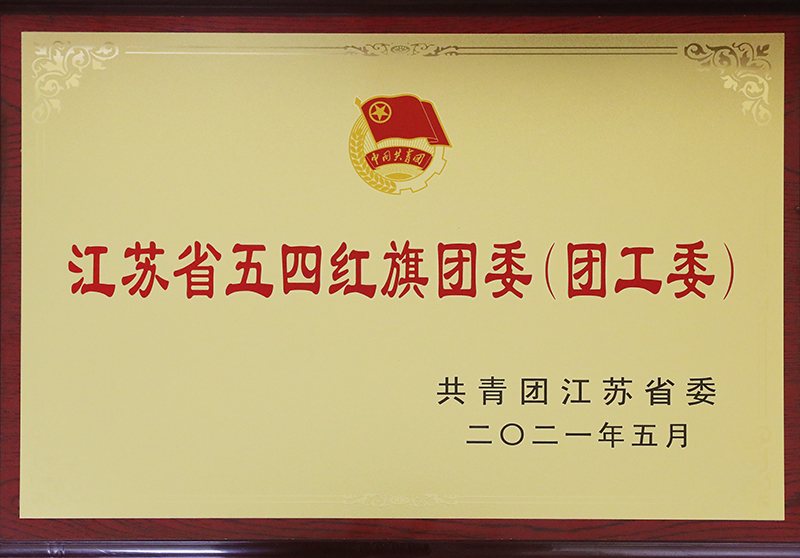 中国共青团
江苏省五四红旗团委(团工委)
共青团江苏省委
二〇二一年五月